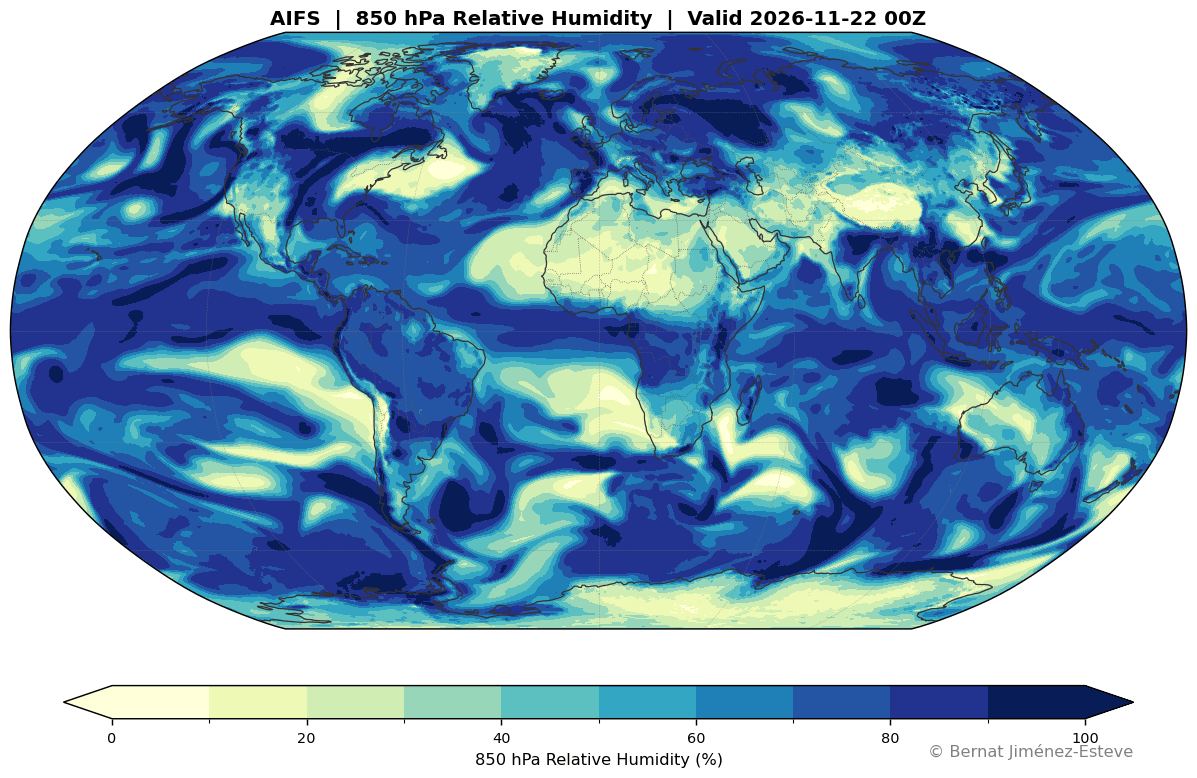 AIFS | 850 hPa Relative Humidity | Valid 2026-11-22 00Z
0 20 40 60 80 100
850 hPa Relative Humidity (%)
© Bernat Jiménez-Esteve